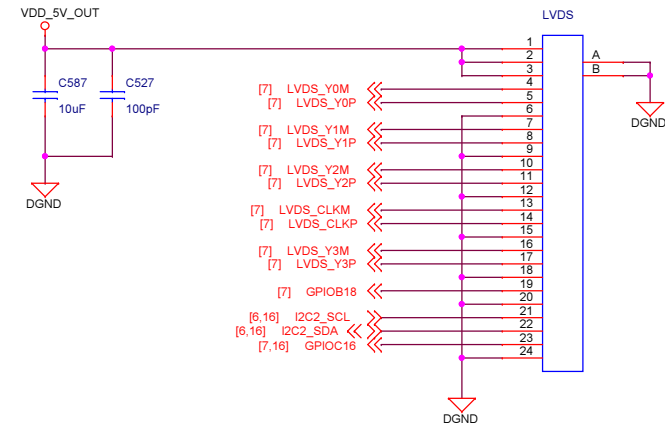 VDD_5V_OUT
LVDS
C587
10uF
C527
100pF
DGND
1
2
3
4
5
6
7
8
9
10
11
12
13
14
15
16
17
18
19
20
21
22
23
24
A
B
DGND
[7] LVDS_Y0M
[7] LVDS_Y0P
[7] LVDS_Y1M
[7] LVDS_Y1P
[7] LVDS_Y2M
[7] LVDS_Y2P
[7] LVDS_CLKM
[7] LVDS_CLKP
[7] LVDS_Y3M
[7] LVDS_Y3P
[7] GPIOB18
[6,16] I2C2_SCL
[6,16] I2C2_SDA
[7,16] GPIOC16
DGND